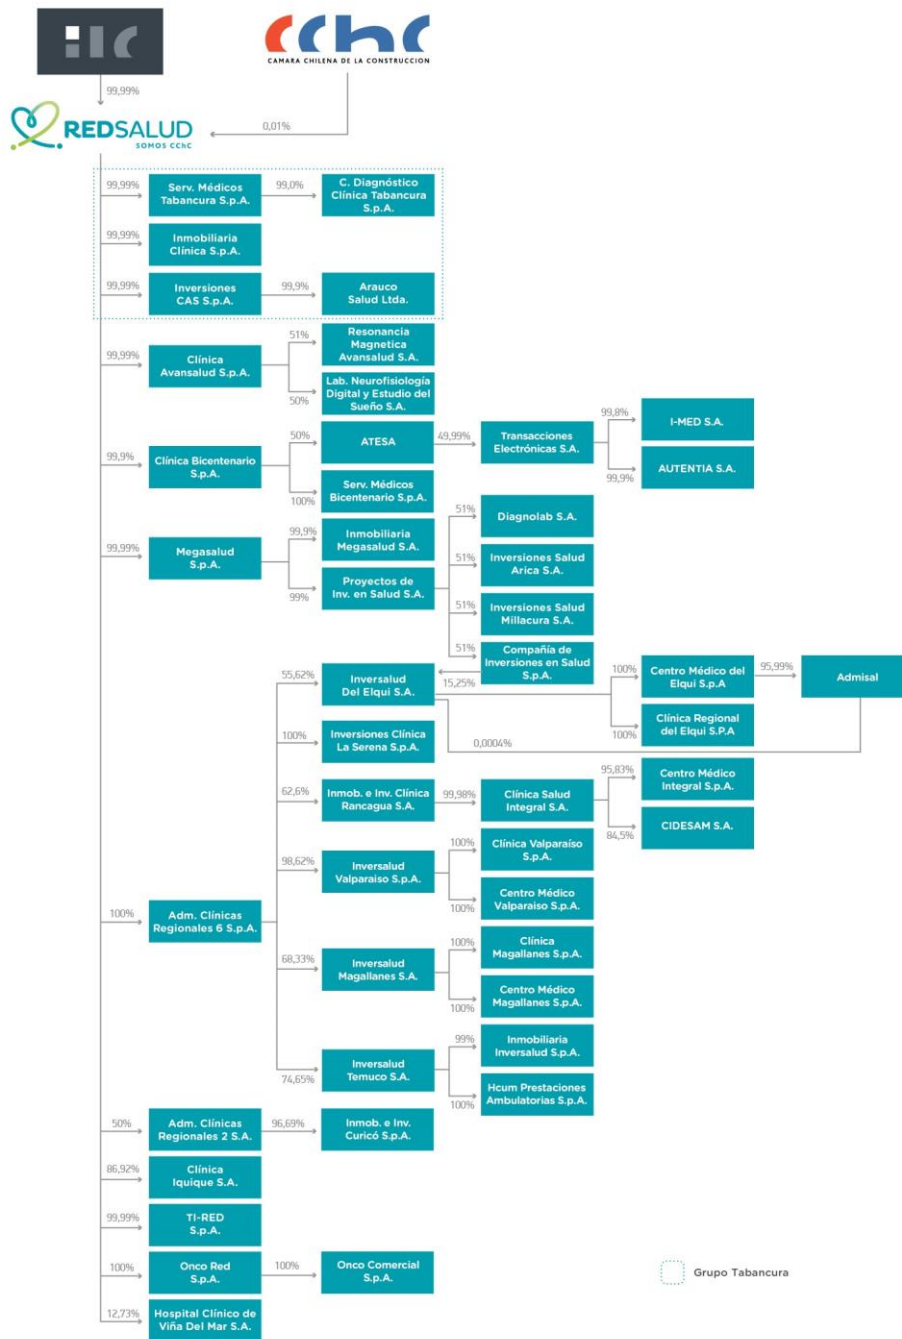 ilc
cchc
CAMARA CHILENA DE LA CONSTRUCCION
99,99%
0,01%
REDSALUD
SOMOS CChC
99,99%
Serv. Médicos
Tabancura S.p.A.
99,0%
C. Diagnóstico
Clínica Tabancura
S.p.A.
99,99%
Inmobiliaria
Clínica S.p.A.
99,99%
Inversiones
CAS S.p.A.
99,9%
Arauco
Salud Ltda.
99,99%
Clínica
Avansalud S.p.A.
51%
Resonancia
Magnetica
Avansalud S.A.
50%
Lab. Neurofisiología
Digital y Estudio del
Sueño S.A.
99,9%
Clínica Bicentenario
S.p.A.
50%
ATESA
49,99%
Transacciones
Electrónicas S.A.
99,8%
I-MED S.A.
99,9%
AUTENTIA S.A.
100%
Serv. Médicos
Bicentenario S.p.A.
99,99%
Megasalud
S.p.A.
99,9%
Inmobiliaria
Megasalud S.A.
99%
Proyectos de
Inv. en Salud S.A.
51%
Diagnolab S.A.
51%
Inversiones Salud
Arica S.A.
51%
Inversiones Salud
Millacura S.A.
51%
Compañía de
Inversiones en Salud
S.p.A.
15,25%
100%
Adm. Clínicas
Regionales 6 S.p.A.
55,62%
Inversalud
Del Elqui S.A.
100%
Centro Médico del
Elqui S.p.A
95,99%
Admisal
100%
Clínica Regional
del Elqui S.P.A
0,0004%
100%
Inversiones Clínica
La Serena S.p.A.
62,6%
Inmob. e Inv. Clínica
Rancagua S.A.
99,98%
Clínica Salud
Integral S.A.
95,83%
Centro Médico
Integral S.p.A.
84,5%
CIDESAM S.A.
98,62%
Inversalud
Valparaiso S.p.A.
100%
Clínica Valparaíso
S.p.A.
100%
Centro Médico
Valparaiso S.p.A.
68,33%
Inversalud
Magallanes S.A.
100%
Clínica
Magallanes S.p.A.
100%
Centro Médico
Magallanes S.p.A.
74,65%
Inversalud
Temuco S.A.
99%
Inmobiliaria
Inversalud S.p.A.
100%
Hcum Prestaciones
Ambulatorias S.p.A.
50%
Adm. Clínicas
Regionales 2 S.A.
96,69%
Inmob. e Inv.
Curicó S.p.A.
86,92%
Clínica
Iquique S.A.
99,99%
TI-RED
S.p.A.
100%
Onco Red
S.p.A.
100%
Onco Comercial
S.p.A.
12,73%
Hospital Clínico de
Viña Del Mar S.A.
Grupo Tabancura